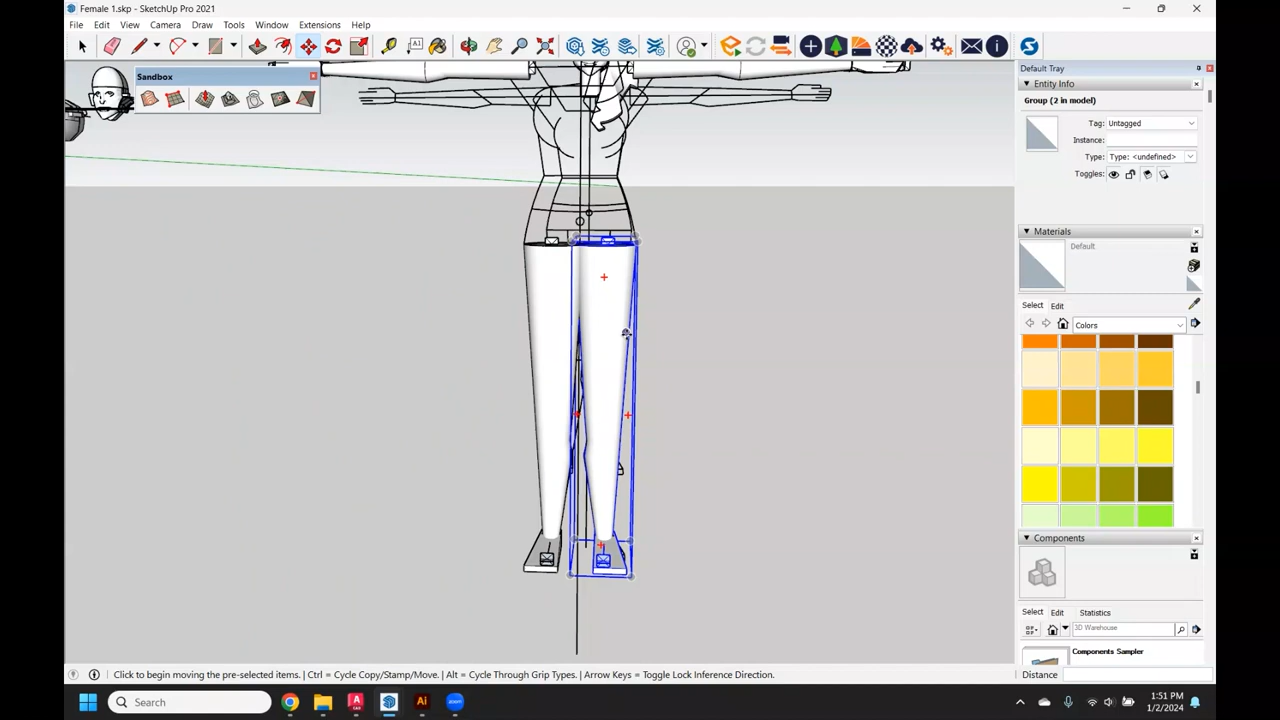 Female 1.skp - SketchUp Pro 2021
File Edit View Camera Draw Tools Window Extensions Help
A1
Sandbox
Default Tray
Entity Info
Group (2 in model)
Tag: Untagged
Instance:
Type: Type: <undefined>
Toggles:
Materials
Default
Select Edit
Colors
Components
Select Edit Statistics
3D Warehouse
Components Sampler
Click to begin moving the pre-selected items. | Ctrl = Cycle Copy/Stamp/Move. | Alt = Cycle Through Grip Types. | Arrow Keys = Toggle Lock Inference Direction.
Distance
Search
Ai
1:51 PM
1/2/2024